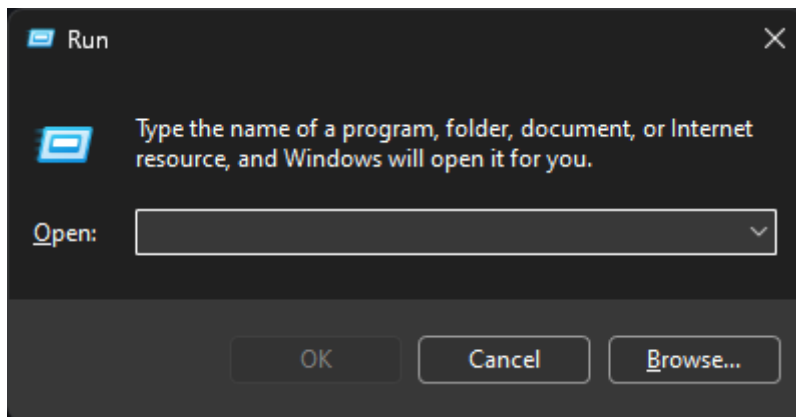 Run
Type the name of a program, folder, document, or Internet
resource, and Windows will open it for you.
Open:
OK
Cancel
Browse...